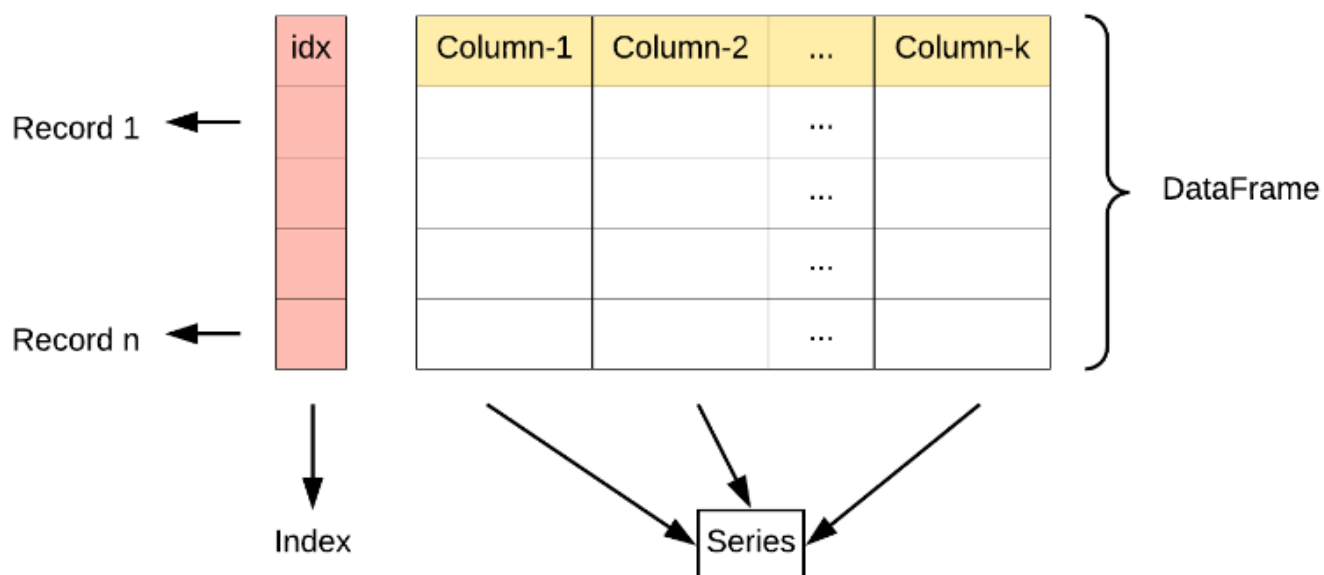 idx Column-1 Column-2 ... Column-k
Record 1 ...
... DataFrame
...
Record n ...
Index Series